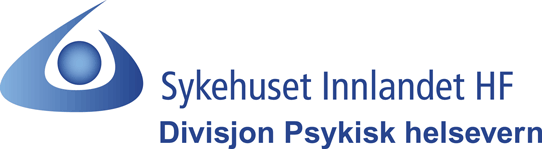 Sykehuset Innlandet HF
Divisjon Psykisk helsevern